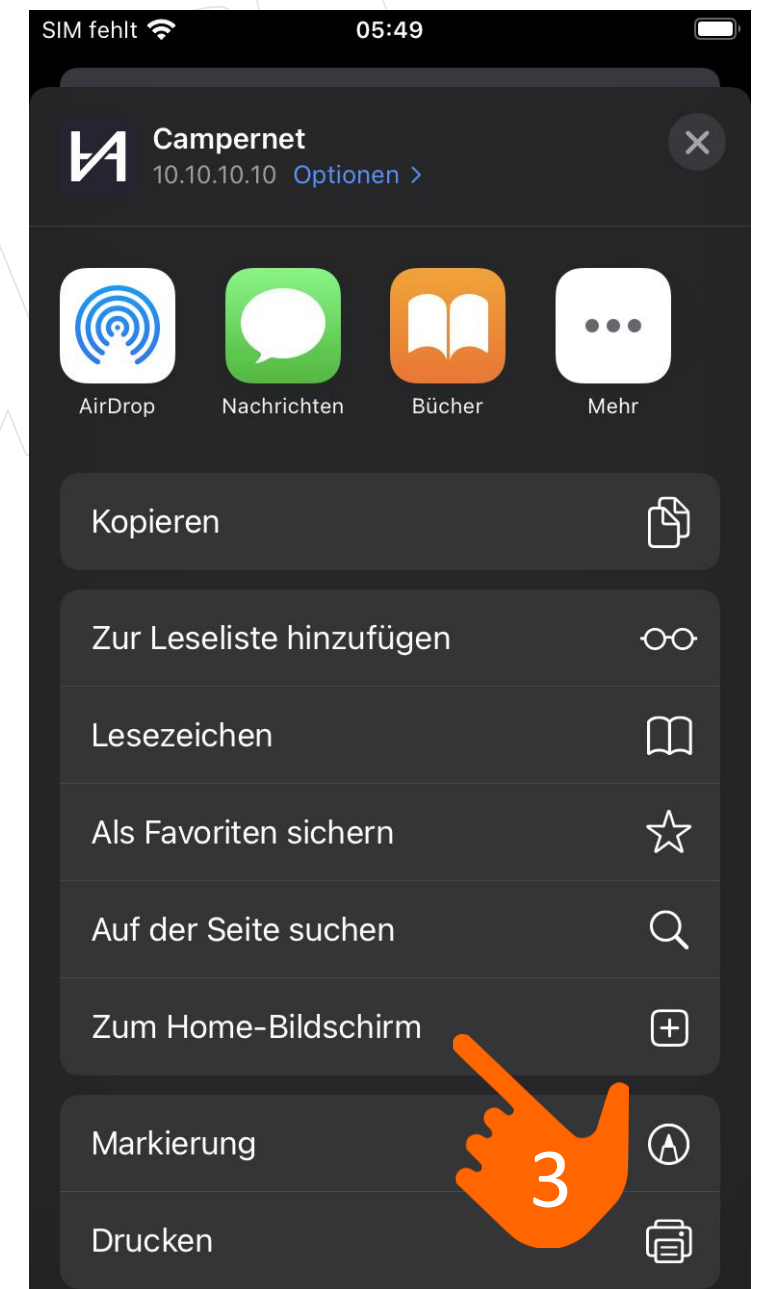 SIM fehlt 05:49
Campernet
10.10.10.10 Optionen >
AirDrop Nachrichten Bücher Mehr
Kopieren
Zur Leseliste hinzufügen
Lesezeichen
Als Favoriten sichern
Auf der Seite suchen
Zum Home-Bildschirm
Markierung
3
Drucken